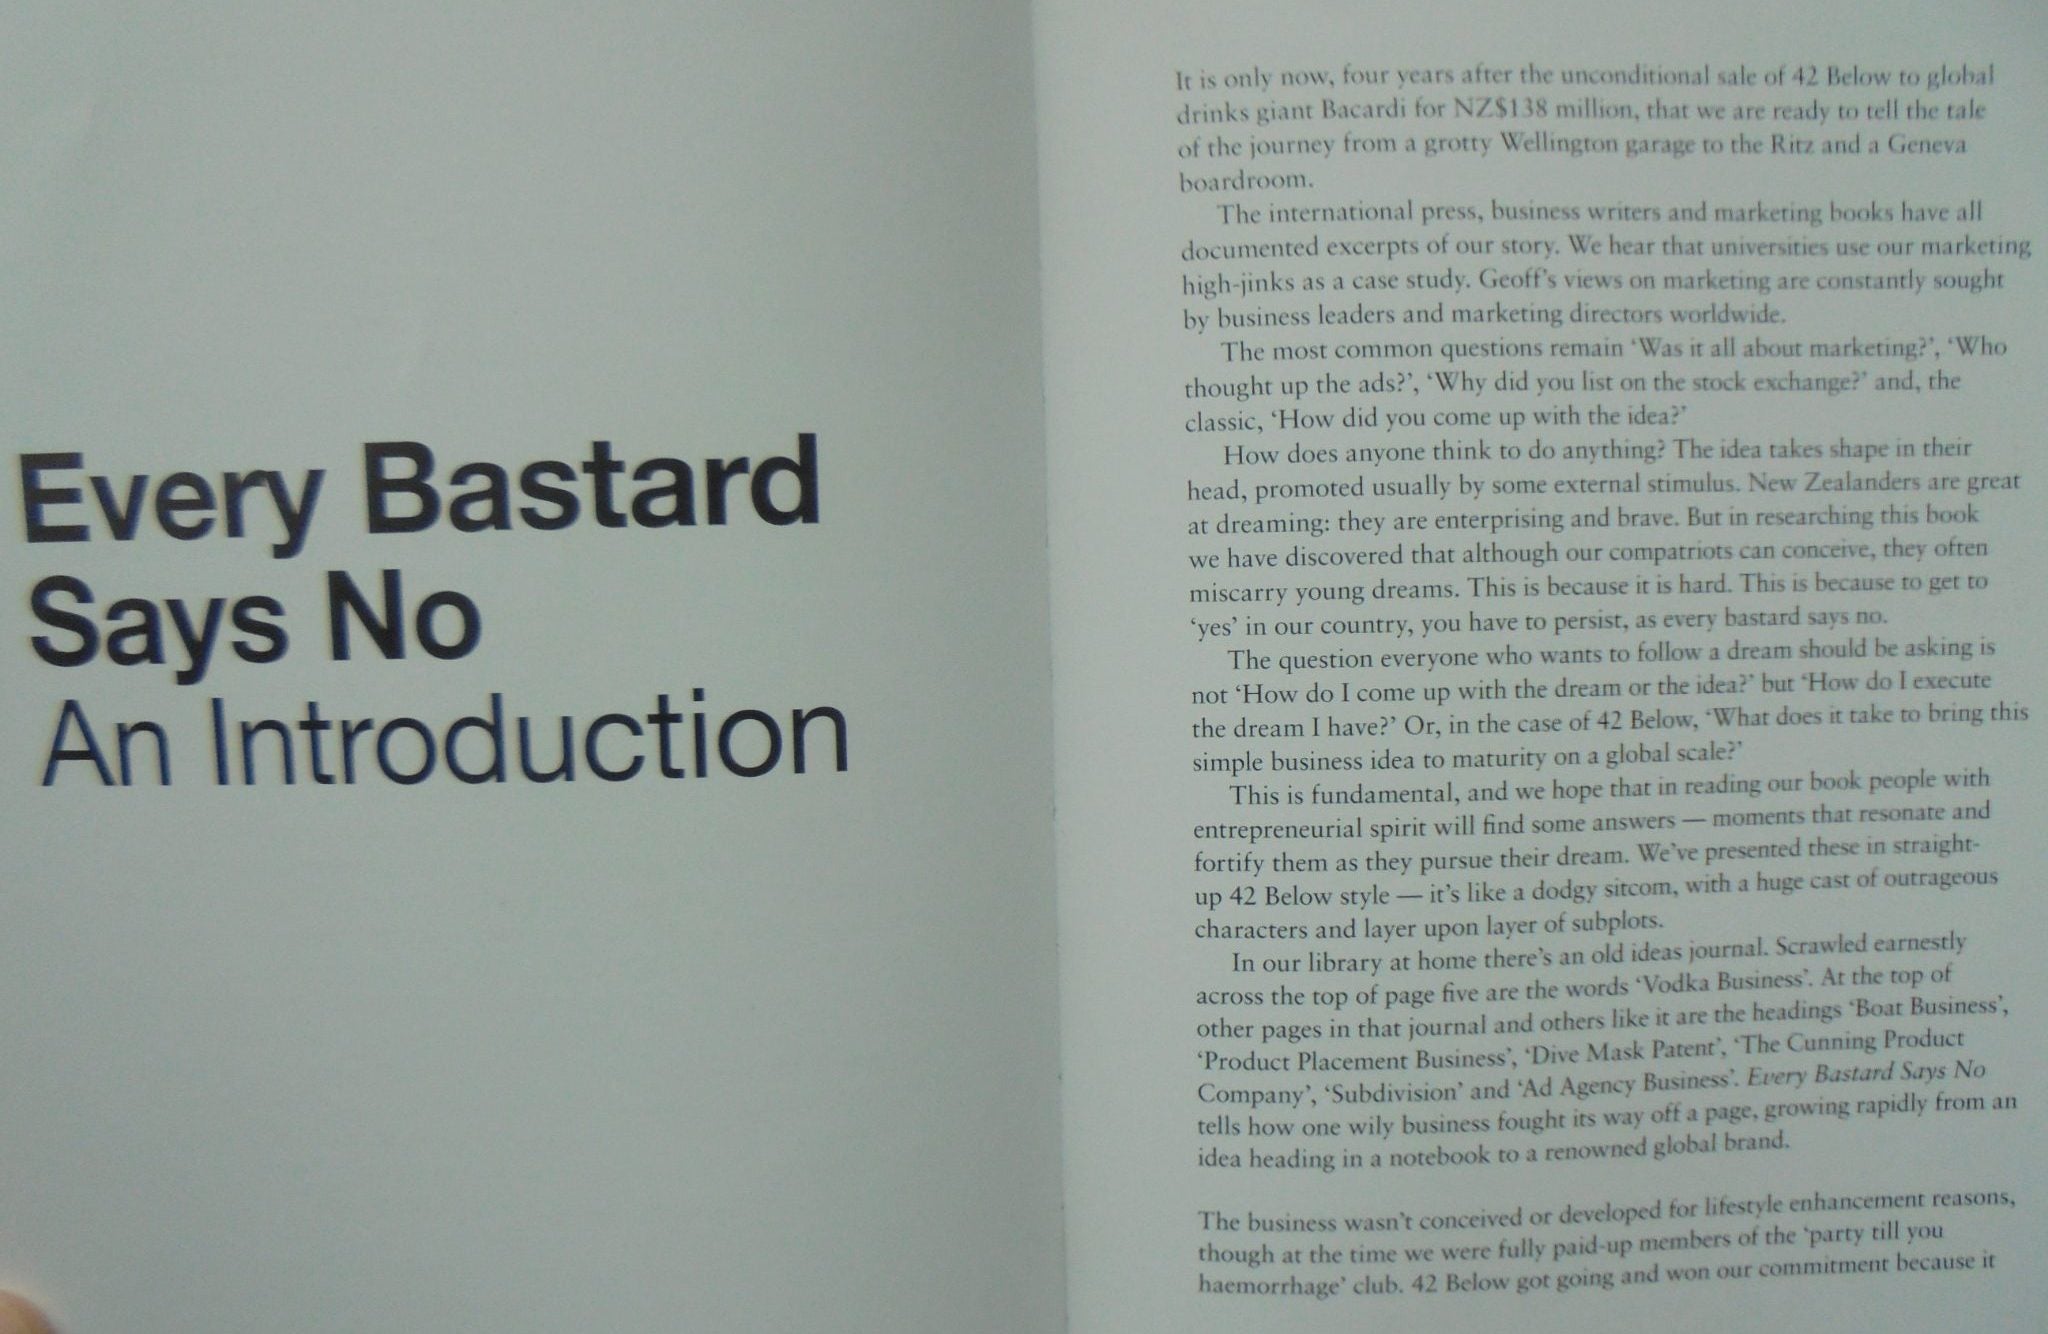 Every Bastard
Says No
An Introduction
It is only now, four years after the unconditional sale of 42 Below to global
drinks giant Bacardi for NZ$138 million, that we are ready to tell the tale
of the journey from a grotty Wellington garage to the Ritz and a Geneva
boardroom.
The international press, business writers and marketing books have all
documented excerpts of our story. We hear that universities use our marketing
high-jinks as a case study. Geoff's views on marketing are constantly sought
by business leaders and marketing directors worldwide.
The most common questions remain ‘Was it all about marketing?’, ‘Who
thought up the ads?’, ‘Why did you list on the stock exchange?’ and, the
classic, ‘How did you come up with the idea?’
How does anyone think to do anything? The idea takes shape in their
head, promoted usually by some external stimulus. New Zealanders are great
at dreaming: they are enterprising and brave. But in researching this book
we have discovered that although our compatriots can conceive, they often
miscarry young dreams. This is because it is hard. This is because to get to
‘yes’ in our country, you have to persist, as every bastard says no.
The question everyone who wants to follow a dream should be asking is
not ‘How do I come up with the dream or the idea?’ but ‘How do I execute
the dream I have?’ Or, in the case of 42 Below, ‘What does it take to bring this
simple business idea to maturity on a global scale?’
This is fundamental, and we hope that in reading our book people with
entrepreneurial spirit will find some answers — moments that resonate and
fortify them as they pursue their dream. We've presented these in straight-
up 42 Below style — it's like a dodgy sitcom, with a huge cast of outrageous
characters and layer upon layer of subplots.
In our library at home there's an old ideas journal. Scrawled earnestly
across the top of page five are the words ‘Vodka Business’. At the top of
other pages in that journal and others like it are the headings ‘Boat Business’,
‘Product Placement Business’, ‘Dive Mask Patent’, ‘The Cunning Product
Company’, ‘Subdivision’ and ‘Ad Agency Business’. Every Bastard Says No
tells how one wily business fought its way off a page, growing rapidly from an
idea heading in a notebook to a renowned global brand.
The business wasn't conceived or developed for lifestyle enhancement reasons,
though at the time we were fully paid-up members of the ‘party till you
haemorrhage’ club. 42 Below got going and won our commitment because it